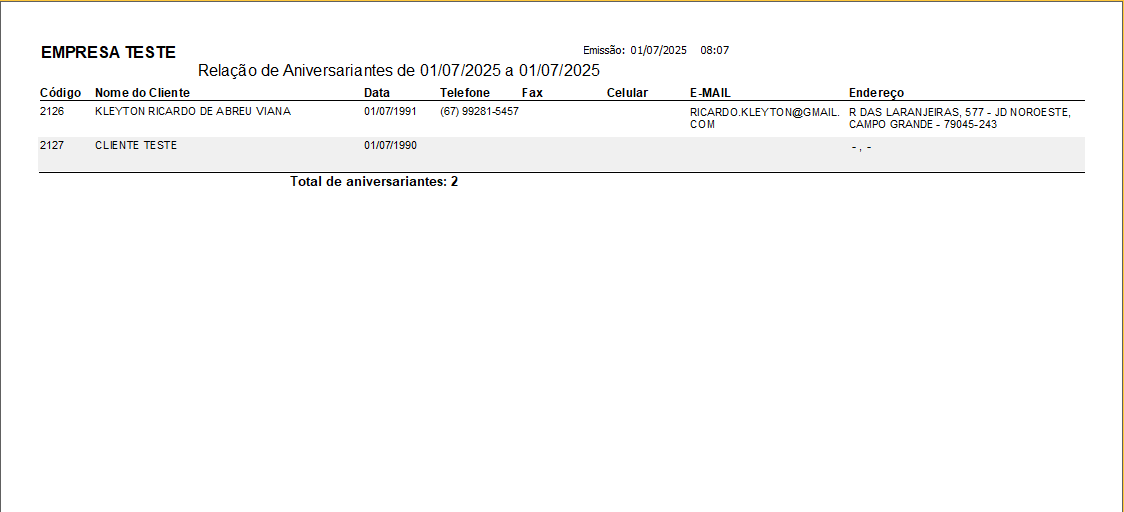 EMPRESA TESTE Emissão: 01/07/2025 08:07
Relação de Aniversariantes de 01/07/2025 a 01/07/2025
Código Nome do Cliente Data Telefone Fax Celular E-MAIL Endereço
2126 KLEYTON RICARDO DE ABREU VIANA 01/07/1991 (67) 99281-5457 RICARDO.KLEYTON@GMAIL. R DAS LARANJEIRAS, 577 - JD NOROESTE,
COM CAMPO GRANDE - 79045-243
2127 CLIENTE TESTE 01/07/1990 - , -
Total de aniversariantes: 2